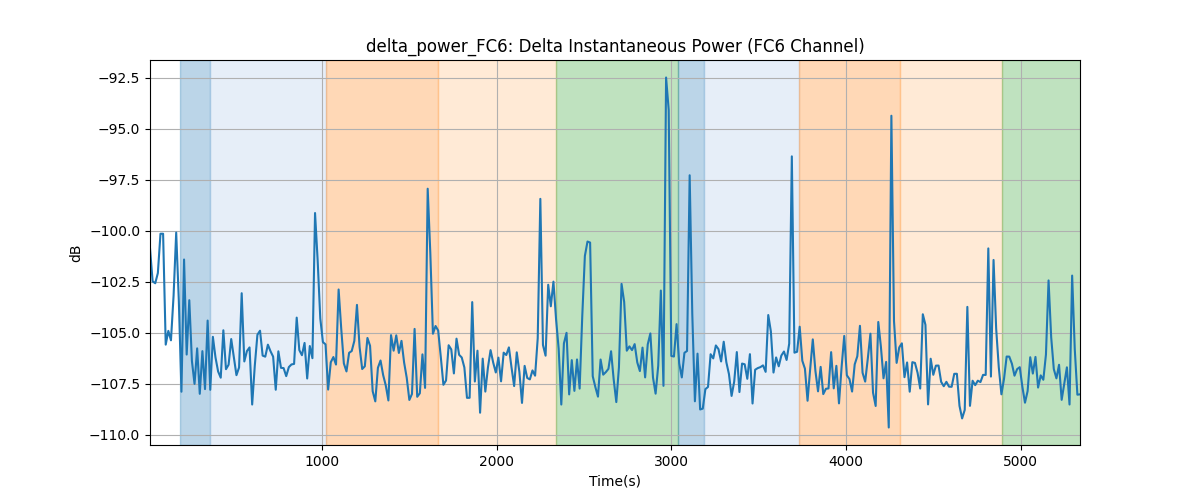 delta_power_FC6: Delta Instantaneous Power (FC6 Channel)
−92.5
−95.0
−97.5
−100.0
−102.5
−105.0
−107.5
−110.0
dB
1000 2000 3000 4000 5000
Time(s)